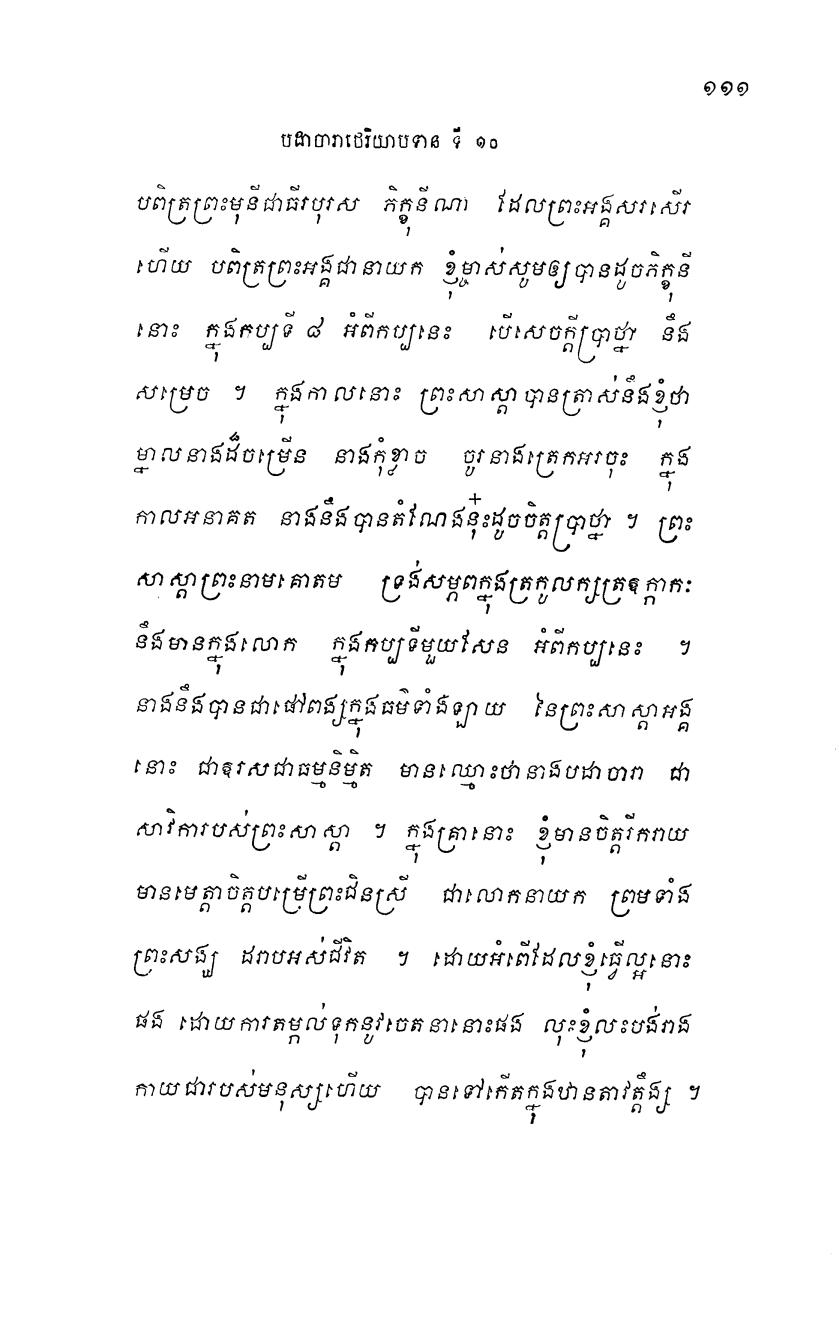 ១១១
បដាចារាថេរិយាបទាន ទី ១០
បពិត្រព្រះមុនីជាធីរបុរស ភិក្ខុនីណា ដែលព្រះអង្គសរសើរ
ហើយ បពិត្រព្រះអង្គជានាយក ខ្ញុំម្ចាស់សូមឲ្យបានដូចភិក្ខុនី
នោះ ក្នុងកប្បទី ៨ អំពីកប្បនេះ បើសេចក្តីប្រាថ្នា នឹង
សម្រេច ។ ក្នុងកាលនោះ ព្រះសាស្តាបានត្រាស់នឹងខ្ញុំថា
ម្នាលនាងដ៏ចម្រើន នាងកុំខ្លាច ចូរនាងត្រេកអរចុះ ក្នុង
កាលអនាគត នាងនឹងបានតំណែងនុ៎ះដូចចិត្តប្រាថ្នា ។ ព្រះ
សាស្តាព្រះនាមគោតម ទ្រង់សម្ភពក្នុងត្រកូលក្សត្រឧក្កាកៈ
នឹងមានក្នុងលោក ក្នុងកប្បទីមួយសែន អំពីកប្បនេះ ។
នាងនឹងបានជាផៅពង្សក្នុងធម៌ទាំងឡាយ នៃព្រះសាស្តាអង្គ
នោះ ជាឱរសជាធម្មនិម្មិត មានឈ្មោះថានាងបដាចារា ជា
សាវិការបស់ព្រះសាស្តា ។ ក្នុងគ្រានោះ ខ្ញុំមានចិត្តរីករាយ
មានមេត្តាចិត្តបម្រើព្រះជិនស្រី ជាលោកនាយក ព្រមទាំង
ព្រះសង្ឃ ដរាបអស់ជីវិត ។ ដោយអំពើដែលខ្ញុំធ្វើល្អនោះ
ផង ដោយការតម្កល់ទុកនូវចេតនានោះផង លុះខ្ញុំលះបង់រាង
កាយជារបស់មនុស្សហើយ បានទៅកើតក្នុងឋានតាវត្តឹង្ស ។